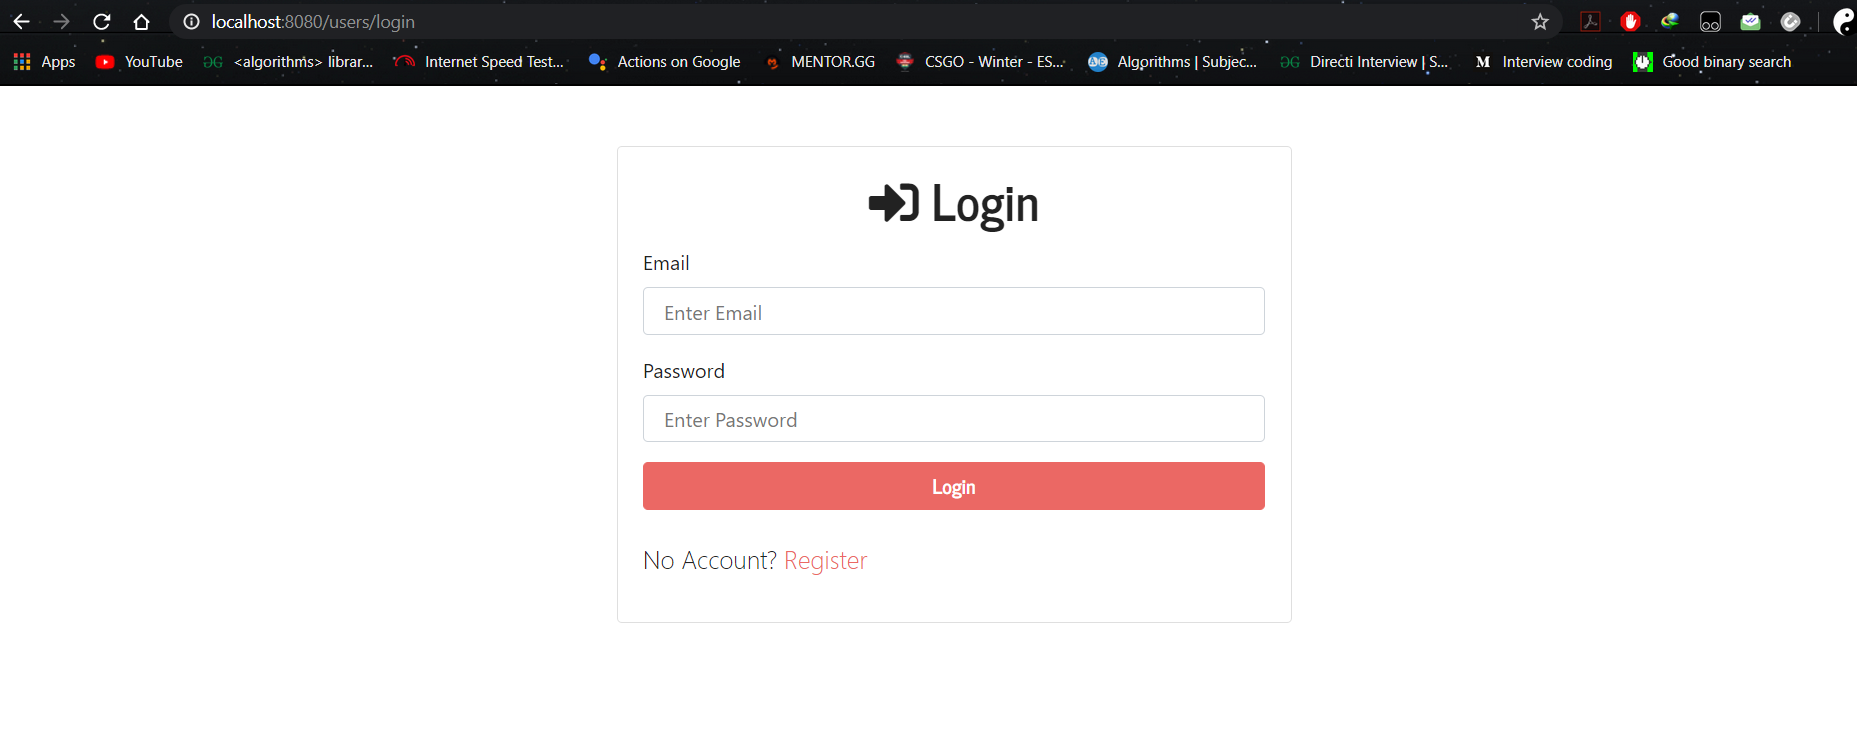 localhost:8080/users/login
Apps YouTube <algorithms> librar... Internet Speed Test... Actions on Google MENTOR.GG CSGO - Winter - ES... Algorithms | Subjec... Directi Interview | S... Interview coding Good binary search
Login
Email
Enter Email
Password
Enter Password
Login
No Account? Register